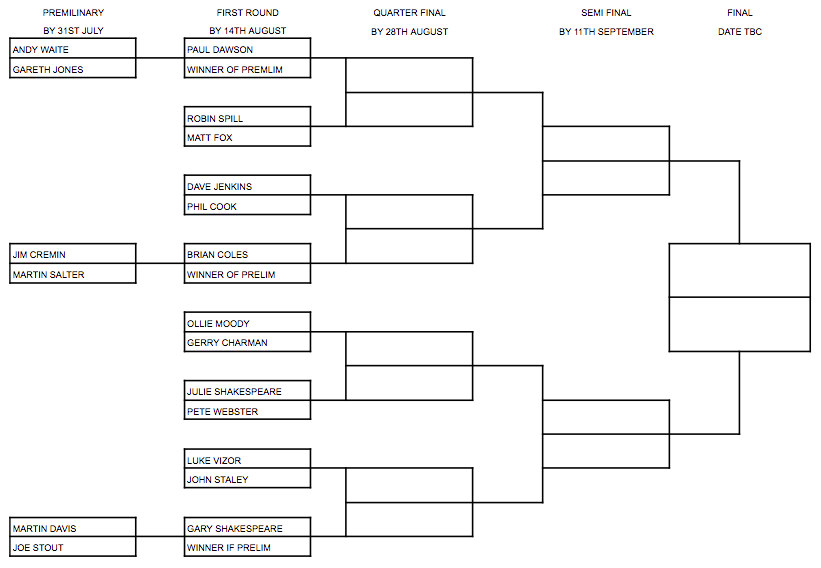 PREMILINARY
BY 31ST JULY
FIRST ROUND
BY 14TH AUGUST
QUARTER FINAL
BY 28TH AUGUST
SEMI FINAL
BY 11TH SEPTEMBER
FINAL
DATE TBC
ANDY WAITE
GARETH JONES
PAUL DAWSON
WINNER OF PREMLIM
ROBIN SPILL
MATT FOX
DAVE JENKINS
PHIL COOK
JIM CREMIN
MARTIN SALTER
BRIAN COLES
WINNER OF PRELIM
OLLIE MOODY
GERRY CHARMAN
JULIE SHAKESPEARE
PETE WEBSTER
LUKE VIZOR
JOHN STALEY
MARTIN DAVIS
JOE STOUT
GARY SHAKESPEARE
WINNER IF PRELIM